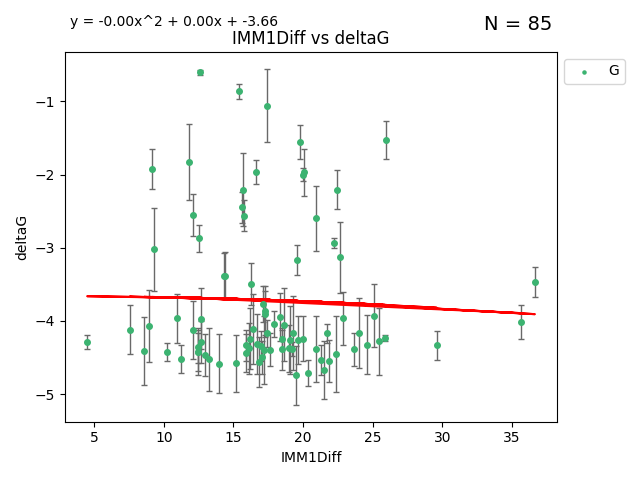 y = -0.00x^2 + 0.00x + -3.66
N = 85
IMM1Diff vs deltaG
G
deltaG
−1
−2
−3
−4
−5
5 10 15 20 25 30 35
IMM1Diff